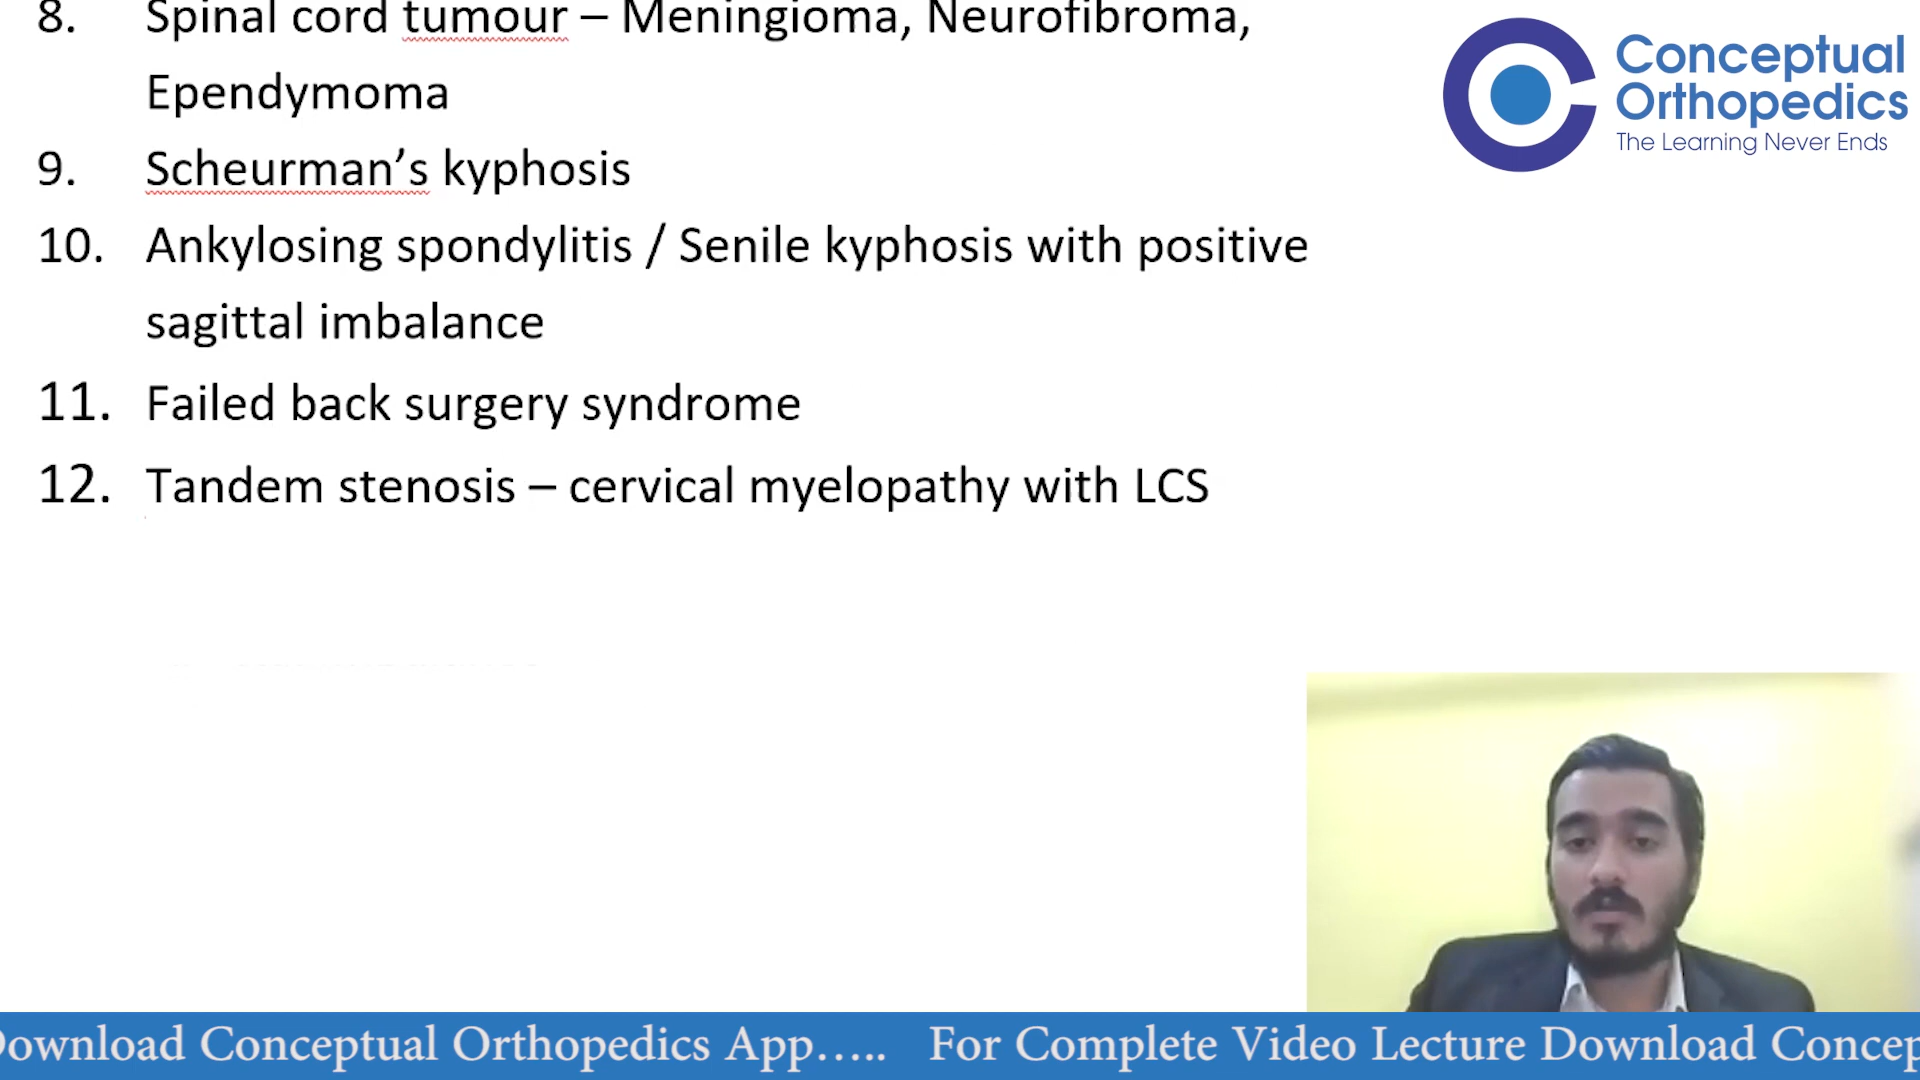 8. Spinal cord tumour – Meningioma, Neurofibroma,
Ependymoma
9. Scheurman’s kyphosis
10. Ankylosing spondylitis / Senile kyphosis with positive
sagittal imbalance
11. Failed back surgery syndrome
12. Tandem stenosis – cervical myelopathy with LCS
Conceptual
Orthopedics
The Learning Never Ends
ownload Conceptual Orthopedics App..... For Complete Video Lecture Download Concep